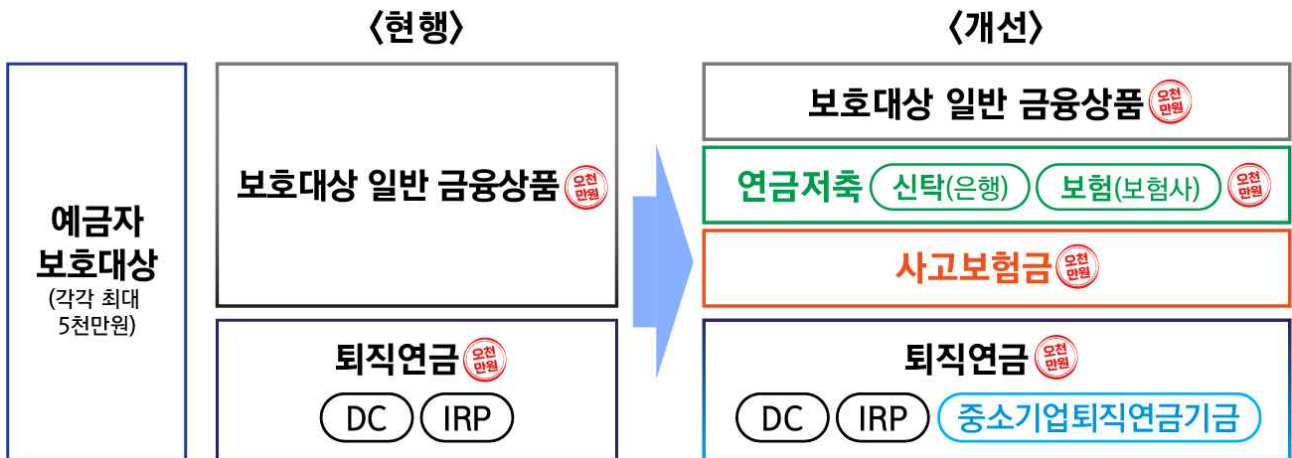 〈현행〉
〈개선〉
예금자
보호대상
(각각 최대
5천만원)
보호대상 일반 금융상품 오천
만원
퇴직연금 오천
만원
DC IRP
보호대상 일반 금융상품 오천
만원
연금저축 신탁(은행) 보험(보험사) 오천
만원
사고보험금 오천
만원
퇴직연금 오천
만원
DC IRP 중소기업퇴직연금기금